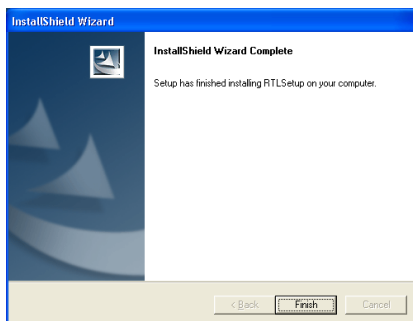 InstallShield Wizard
InstallShield Wizard Complete
Setup has finished installing RTLSetup on your computer.
< Back
Finish
Cancel